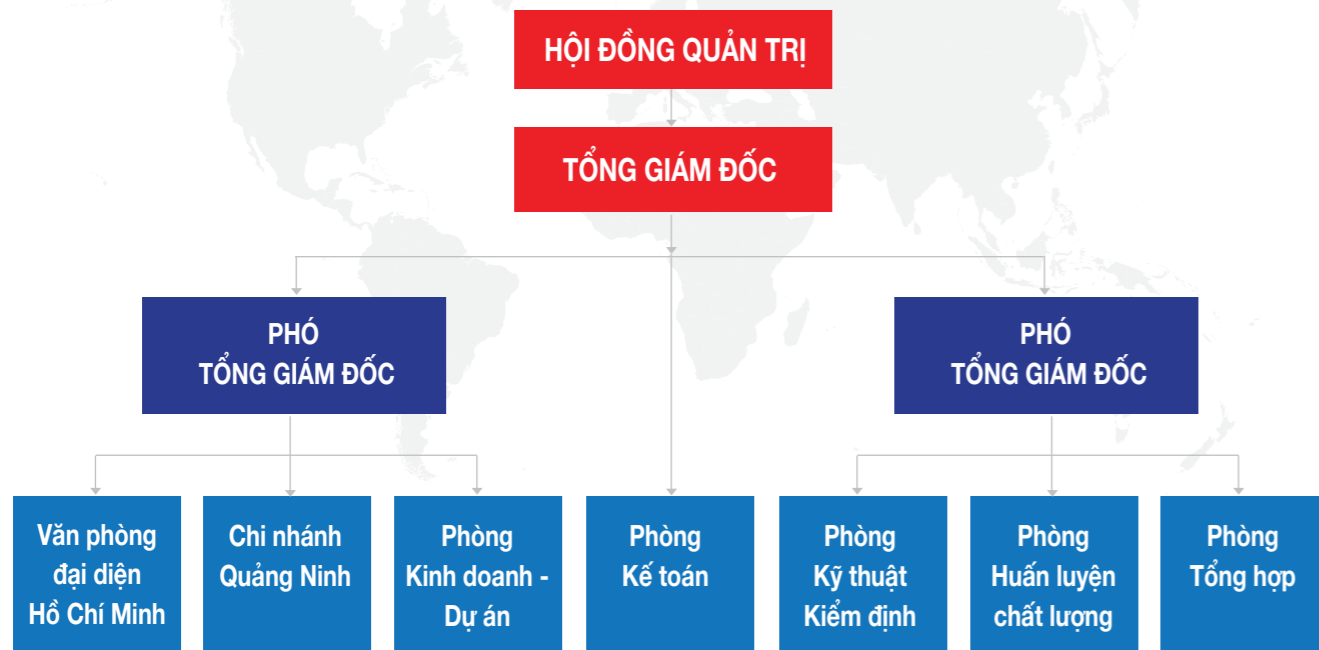 HỘI ĐỒNG QUẢN TRỊ
TỔNG GIÁM ĐỐC
PHÓ
TỔNG GIÁM ĐỐC
PHÓ
TỔNG GIÁM ĐỐC
Văn phòng
đại diện
Hồ Chí Minh
Chi nhánh
Quảng Ninh
Phòng
Kinh doanh -
Dự án
Phòng
Kế toán
Phòng
Kỹ thuật
Kiểm định
Phòng
Huấn luyện
chất lượng
Phòng
Tổng hợp